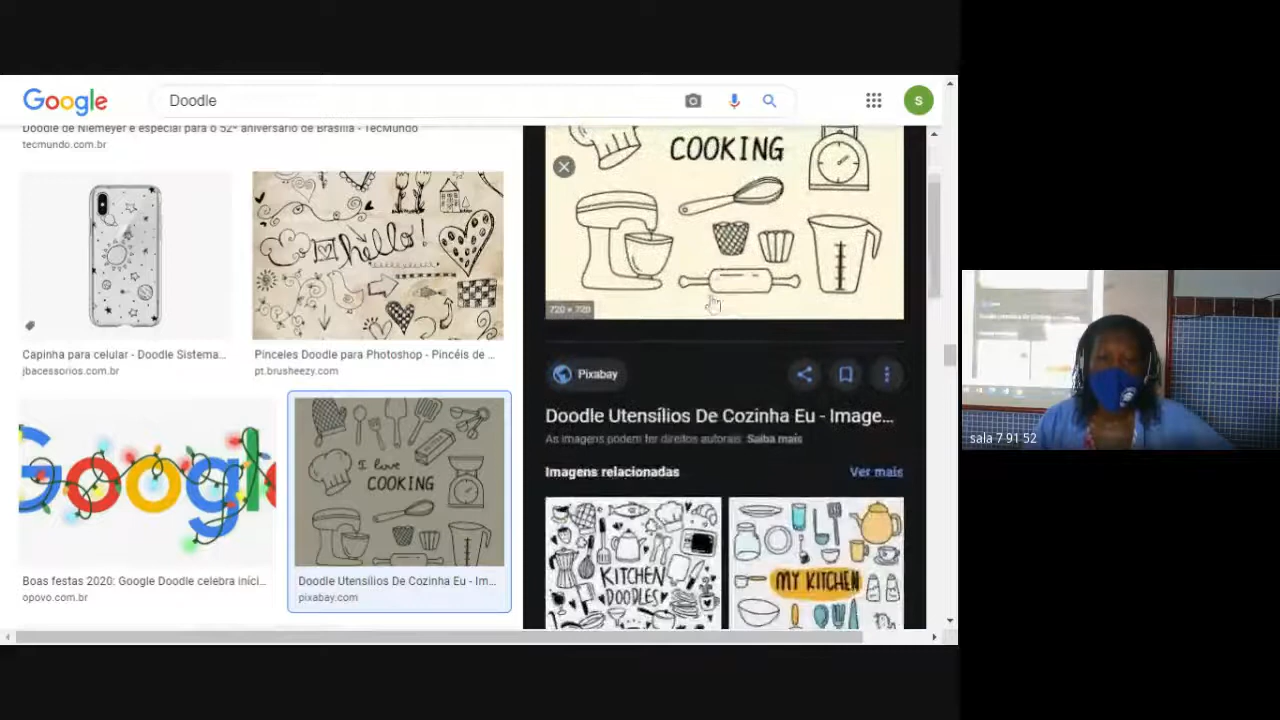 Google
Doodle
S
Doodle de Niemeyer é especial para o 52º aniversário de Brasília - TecMundo
tecmundo.com.br
Capinha para celular - Doodle Sistema...
jbacessorios.com.br
hello!
Pinceles Doodle para Photoshop - Pincéis de ...
pt.brusheezy.com
Google
Boas festas 2020: Google Doodle celebra iníci...
opovo.com.br
I love
COOKING
Doodle Utensílios De Cozinha Eu - Im...
pixabay.com
COOKING
720 × 720
Pixabay
Doodle Utensílios De Cozinha Eu - Image...
As imagens podem ter direitos autorais. Saiba mais
Imagens relacionadas
Ver mais
KITCHEN
DOODLES
MY KITCHEN
sala 7 91 52